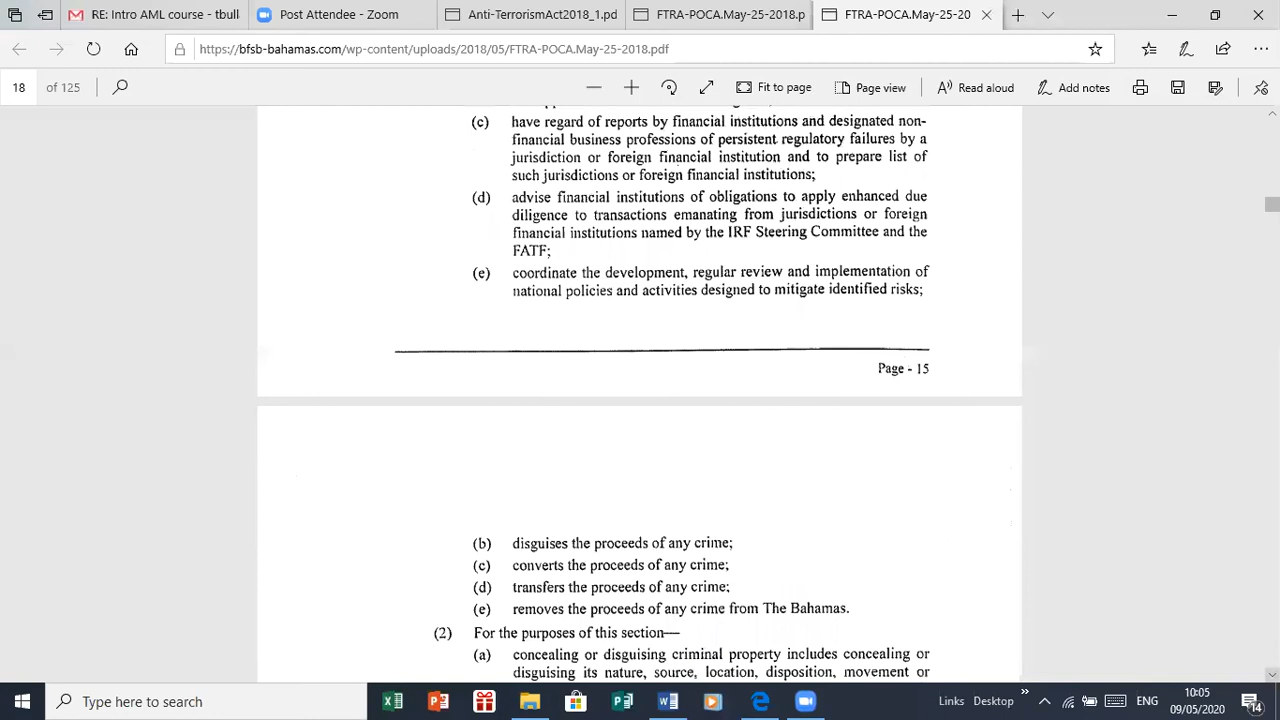 RE: Intro AML course - tbull
Post Attendee - Zoom
Anti-TerrorismAct2018_1.pd
FTRA-POCA.May-25-2018.p
FTRA-POCA.May-25-20
https://bfsb-bahamas.com/wp-content/uploads/2018/05/FTRA-POCA.May-25-2018.pdf
18 of 125
Fit to page
Page view
Read aloud
Add notes
(c) have regard of reports by financial institutions and designated non-
financial business professions of persistent regulatory failures by a
jurisdiction or foreign financial institution and to prepare list of
such jurisdictions or foreign financial institutions;
(d) advise financial institutions of obligations to apply enhanced due
diligence to transactions emanating from jurisdictions or foreign
financial institutions named by the IRF Steering Committee and the
FATF;
(e) coordinate the development, regular review and implementation of
national policies and activities designed to mitigate identified risks;
Page - 15
(b) disguises the proceeds of any crime;
(c) converts the proceeds of any crime;
(d) transfers the proceeds of any crime;
(e) removes the proceeds of any crime from The Bahamas.
(2) For the purposes of this section—
(a) concealing or disguising criminal property includes concealing or
disguising its nature, source, location, disposition, movement or
Type here to search
Links Desktop
ENG
10:05
09/05/2020
14